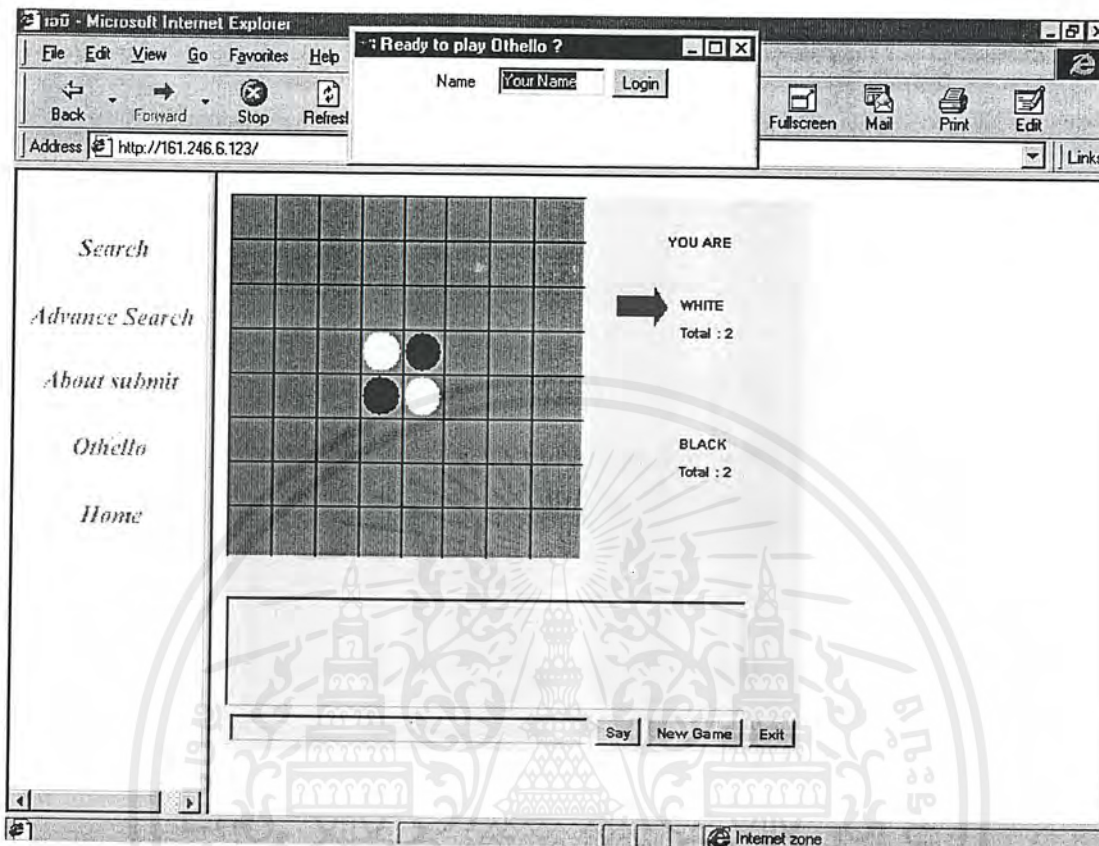 เอบี - Microsoft Internet Explorer
Ready to play Othello ?
File Edit View Go Favorites Help
Name Your Name Login
Back Forward Stop Refresh Fullscreen Mail Print Edit
Address http://161.246.6.123/ Links
Search
Advance Search
About submit
Othello
Home
YOU ARE
WHITE
Total : 2
BLACK
Total : 2
Say New Game Exit
Internet zone